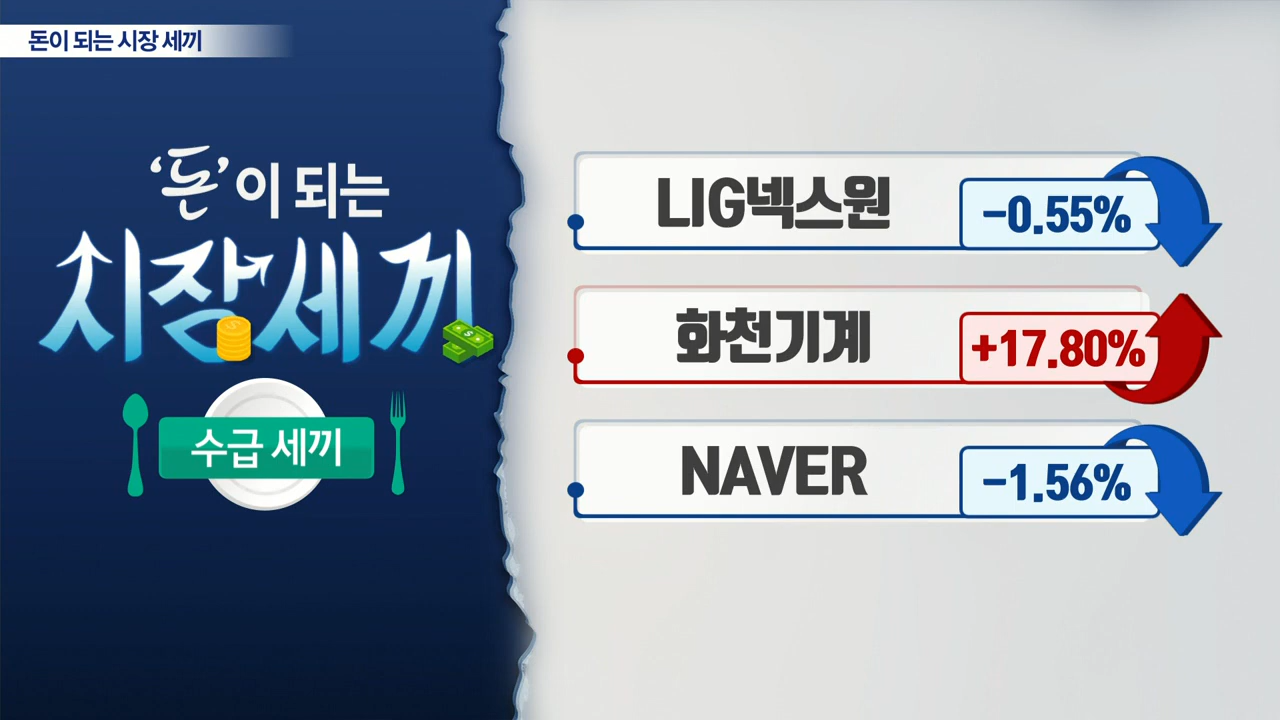 돈이 되는 시장 세끼
‘돈’이 되는
시장세끼
수급 세끼
LIG넥스원
-0.55%
화천기계
+17.80%
NAVER
-1.56%